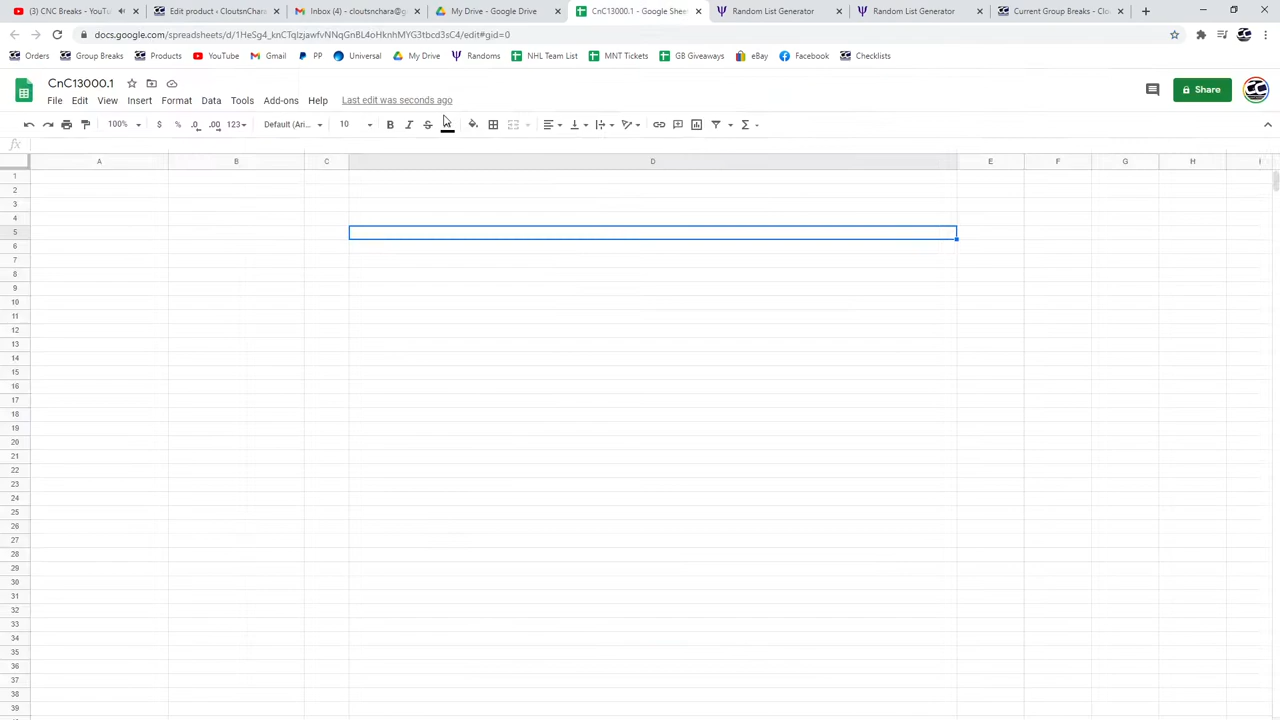 (3) CNC Breaks - YouTu
Edit product ‹ CloutsnChara
Inbox (4) - cloutsnchara@g
My Drive - Google Drive
CnC13000.1 - Google Sheet
Random List Generator
Random List Generator
Current Group Breaks - Clo
docs.google.com/spreadsheets/d/1HeSg4_knCTqlzjawfvNNqGnBL4oHknhMYG3tbcd3sC4/edit#gid=0
Orders Group Breaks Products YouTube Gmail PP Universal My Drive Randoms NHL Team List MNT Tickets GB Giveaways eBay Facebook Checklists
CnC13000.1
Share
File Edit View Insert Format Data Tools Add-ons Help Last edit was seconds ago
100% $ % .0 .00 123 Default (Ari... 10 B I S A Σ
fx
A B C D E F G H I
1
2
3
4
5
6
7
8
9
10
11
12
13
14
15
16
17
18
19
20
21
22
23
24
25
26
27
28
29
30
31
32
33
34
35
36
37
38
39